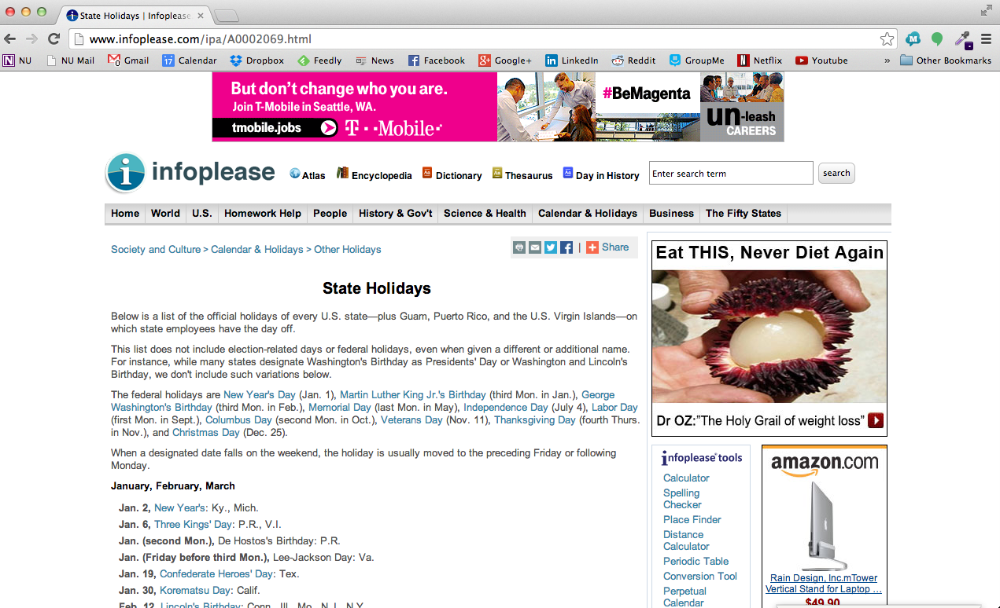 State Holidays | Infoplease
www.infoplease.com/ipa/A0002069.html
NU NU Mail Gmail 17 Calendar Dropbox Feedly News Facebook Google+ LinkedIn Reddit GroupMe Netflix Youtube » Other Bookmarks
But don't change who you are.
Join T-Mobile in Seattle, WA.
tmobile.jobs T··Mobile·
#BeMagenta
un-leash
CAREERS
infoplease Atlas Encyclopedia Dictionary Thesaurus Day in History Enter search term search
Home World U.S. Homework Help People History & Gov't Science & Health Calendar & Holidays Business The Fifty States
Society and Culture > Calendar & Holidays > Other Holidays | Share
State Holidays
Below is a list of the official holidays of every U.S. state—plus Guam, Puerto Rico, and the U.S. Virgin Islands—on
which state employees have the day off.
This list does not include election-related days or federal holidays, even when given a different or additional name.
For instance, while many states designate Washington's Birthday as Presidents' Day or Washington and Lincoln's
Birthday, we don't include such variations below.
The federal holidays are New Year's Day (Jan. 1), Martin Luther King Jr.'s Birthday (third Mon. in Jan.), George
Washington's Birthday (third Mon. in Feb.), Memorial Day (last Mon. in May), Independence Day (July 4), Labor Day
(first Mon. in Sept.), Columbus Day (second Mon. in Oct.), Veterans Day (Nov. 11), Thanksgiving Day (fourth Thurs.
in Nov.), and Christmas Day (Dec. 25).
When a designated date falls on the weekend, the holiday is usually moved to the preceding Friday or following
Monday.
January, February, March
Jan. 2, New Year's: Ky., Mich.
Jan. 6, Three Kings' Day: P.R., V.I.
Jan. (second Mon.), De Hostos's Birthday: P.R.
Jan. (Friday before third Mon.), Lee-Jackson Day: Va.
Jan. 19, Confederate Heroes' Day: Tex.
Jan. 30, Korematsu Day: Calif.
Feb. 12, Lincoln's Birthday: Conn., Ill., Mo., N.J., N.Y.
Eat THIS, Never Diet Again
Dr OZ:"The Holy Grail of weight loss"
infoplease® tools
Calculator
Spelling
Checker
Place Finder
Distance
Calculator
Periodic Table
Conversion Tool
Perpetual
Calendar
amazon.com
Rain Design, Inc.mTower
Vertical Stand for Laptop ...
$49.90